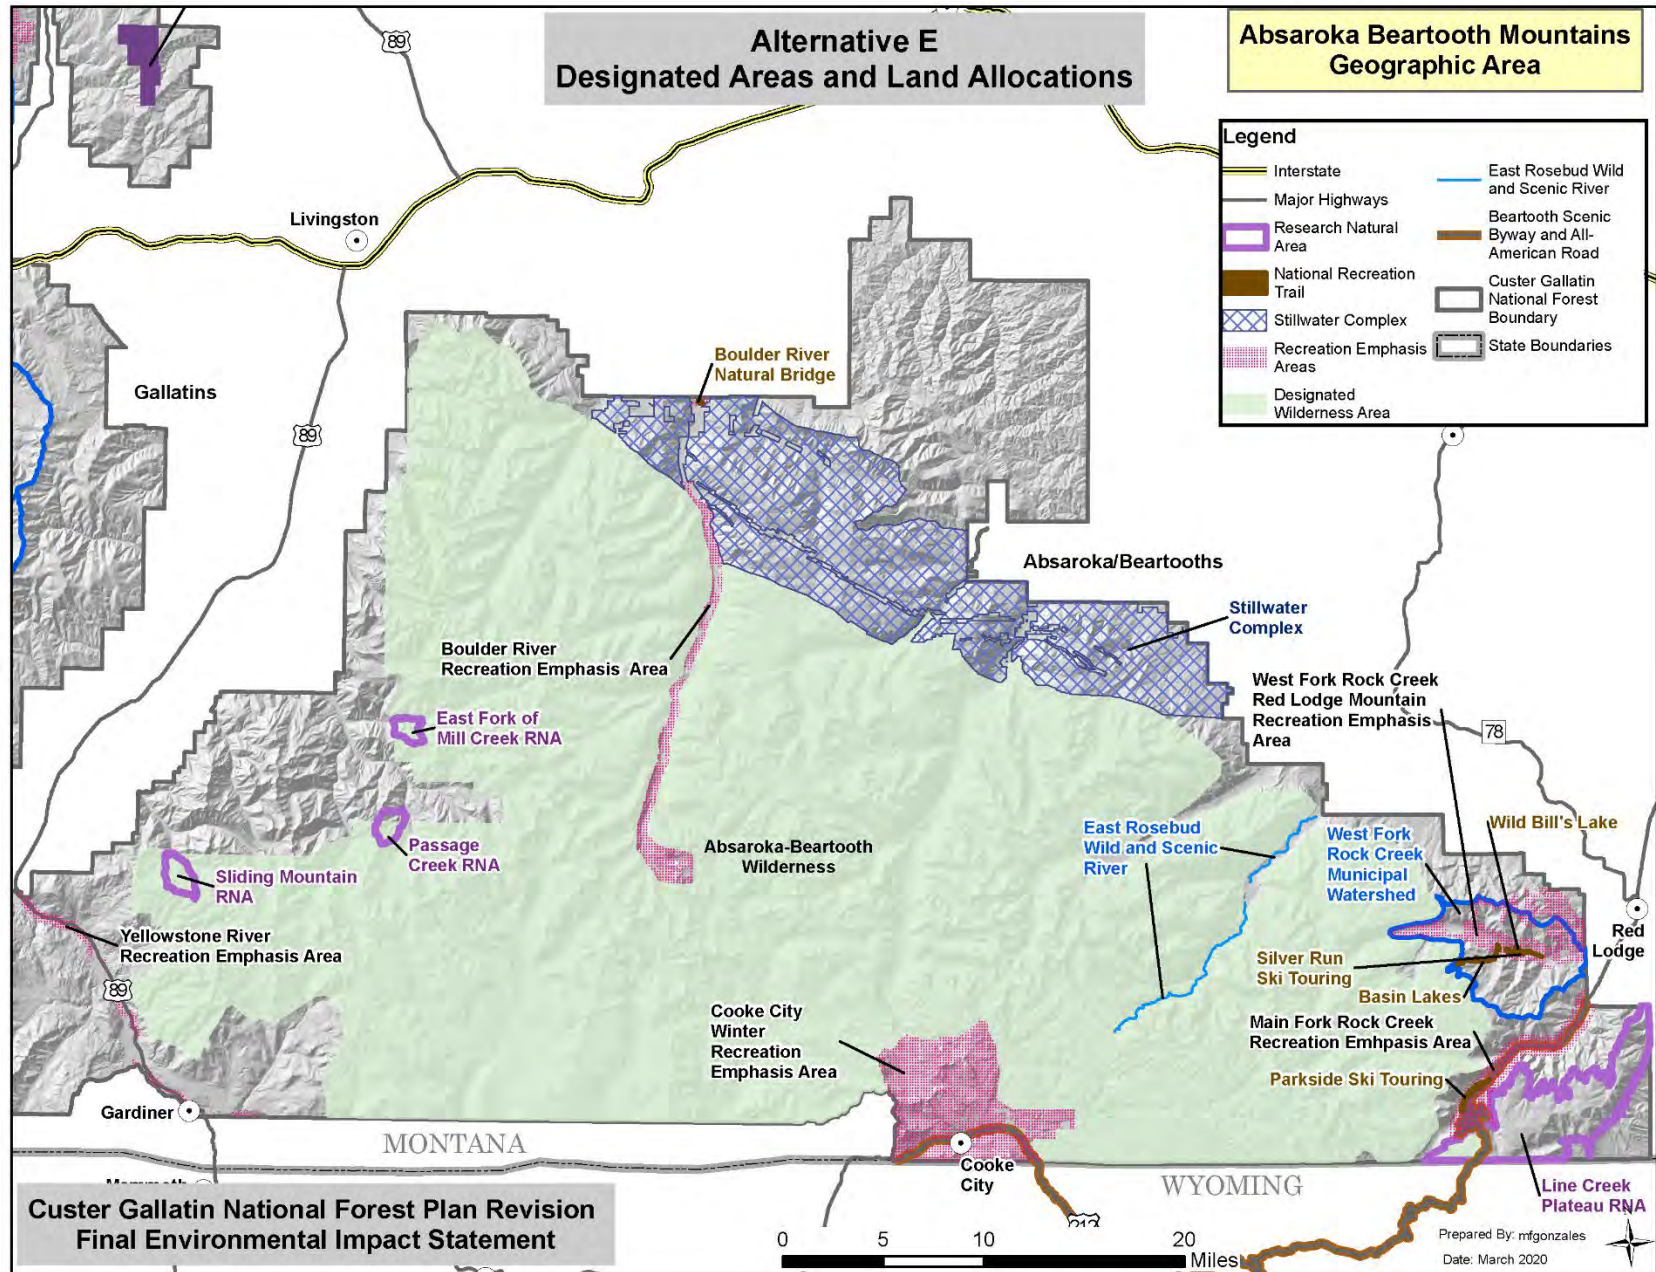 Alternative E
Designated Areas and Land Allocations
Absaroka Beartooth Mountains
Geographic Area
Legend
Interstate
Major Highways
Research Natural
Area
National Recreation
Trail
Stillwater Complex
Recreation Emphasis
Areas
Designated
Wilderness Area
East Rosebud Wild
and Scenic River
Beartooth Scenic
Byway and All-
American Road
Custer Gallatin
National Forest
Boundary
State Boundaries
89
Livingston
Gallatins
89
Boulder River
Natural Bridge
Absaroka/Beartooths
Stillwater
Complex
Boulder River
Recreation Emphasis Area
West Fork Rock Creek
Red Lodge Mountain
Recreation Emphasis
Area
78
East Fork of
Mill Creek RNA
Passage
Creek RNA
Sliding Mountain
RNA
Absaroka-Beartooth
Wilderness
East Rosebud
Wild and Scenic
River
West Fork
Rock Creek
Municipal
Watershed
Wild Bill's Lake
Red
Lodge
Yellowstone River
Recreation Emphasis Area
89
Silver Run
Ski Touring
Basin Lakes
Cooke City
Winter
Recreation
Emphasis Area
Main Fork Rock Creek
Recreation Emhpasis Area
Parkside Ski Touring
Gardiner
MONTANA
Cooke
City
WYOMING
Line Creek
Plateau RNA
Custer Gallatin National Forest Plan Revision
Final Environmental Impact Statement
0 5 10 20
Miles
Prepared By: mfgonzales
Date: March 2020